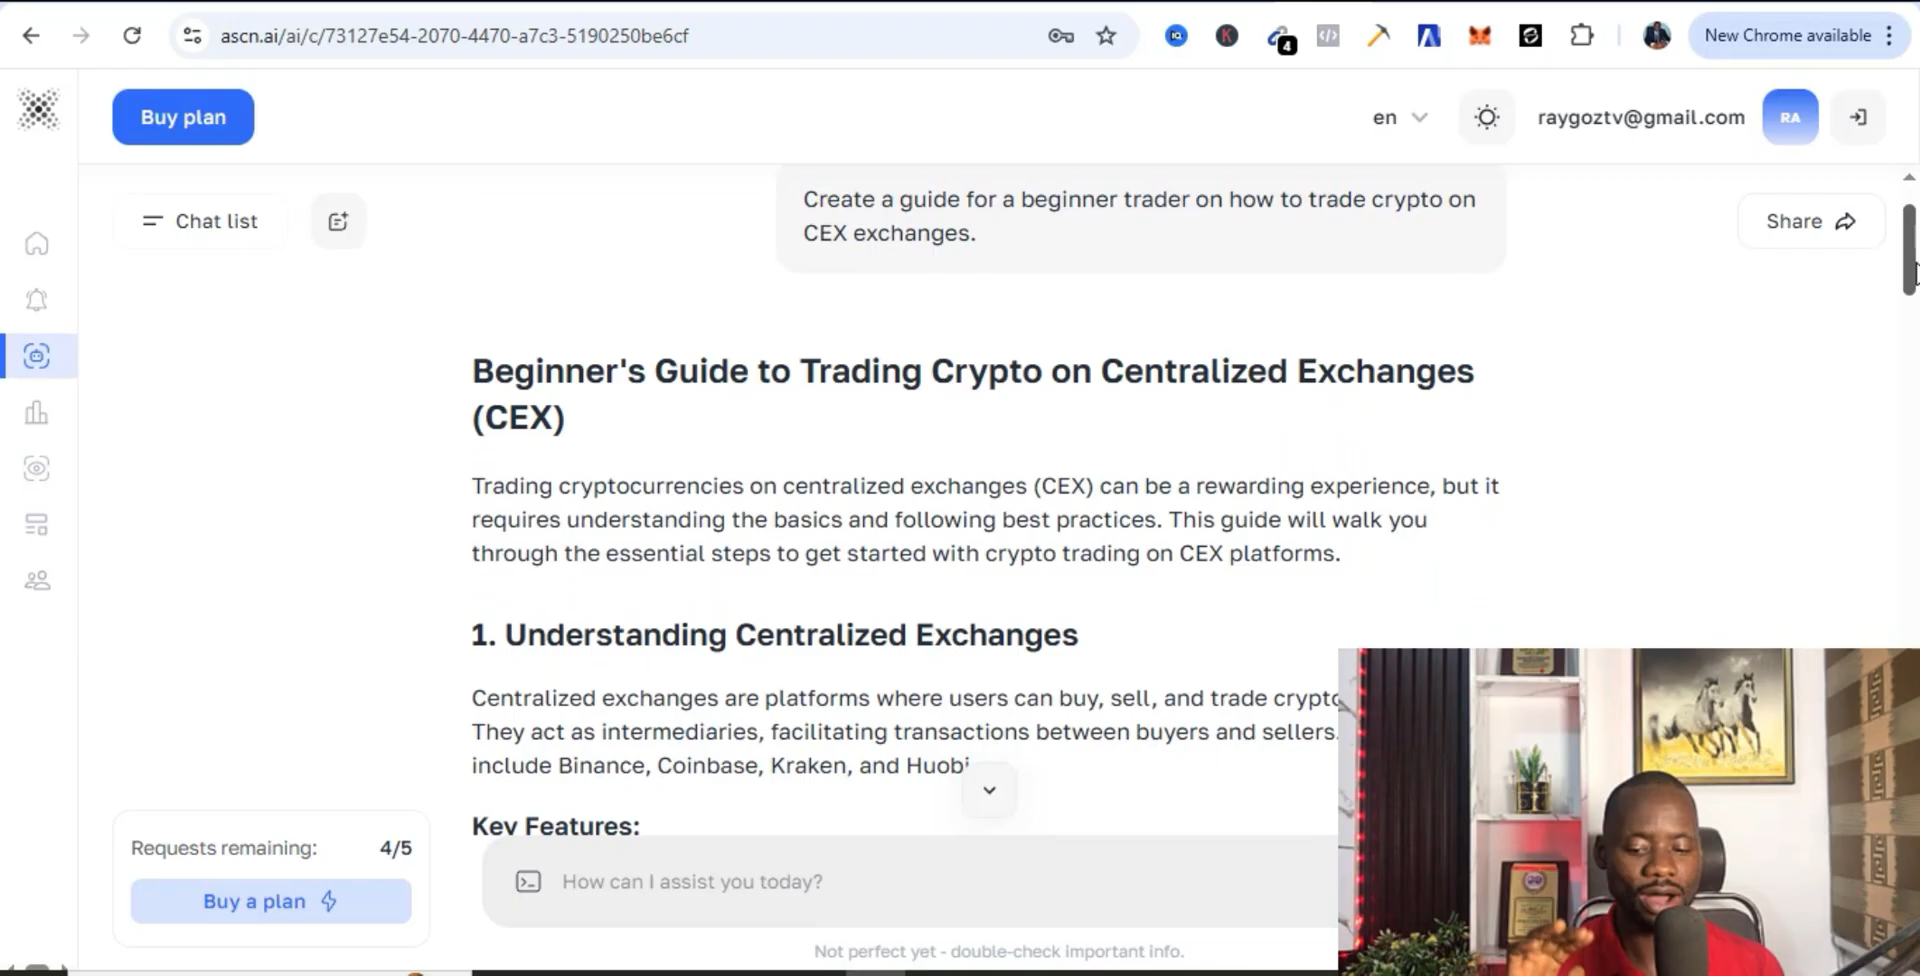 ascn.ai/ai/c/73127e54-2070-4470-a7c3-5190250be6cf
4
New Chrome available
Buy plan
en
raygoztv@gmail.com
RA
Chat list
Create a guide for a beginner trader on how to trade crypto on
CEX exchanges.
Share
Beginner's Guide to Trading Crypto on Centralized Exchanges
(CEX)
Trading cryptocurrencies on centralized exchanges (CEX) can be a rewarding experience, but it
requires understanding the basics and following best practices. This guide will walk you
through the essential steps to get started with crypto trading on CEX platforms.
1. Understanding Centralized Exchanges
Centralized exchanges are platforms where users can buy, sell, and trade crypto
They act as intermediaries, facilitating transactions between buyers and sellers.
include Binance, Coinbase, Kraken, and Huobi
Key Features:
Requests remaining: 4/5
Buy a plan
How can I assist you today?
Not perfect yet - double-check important info.